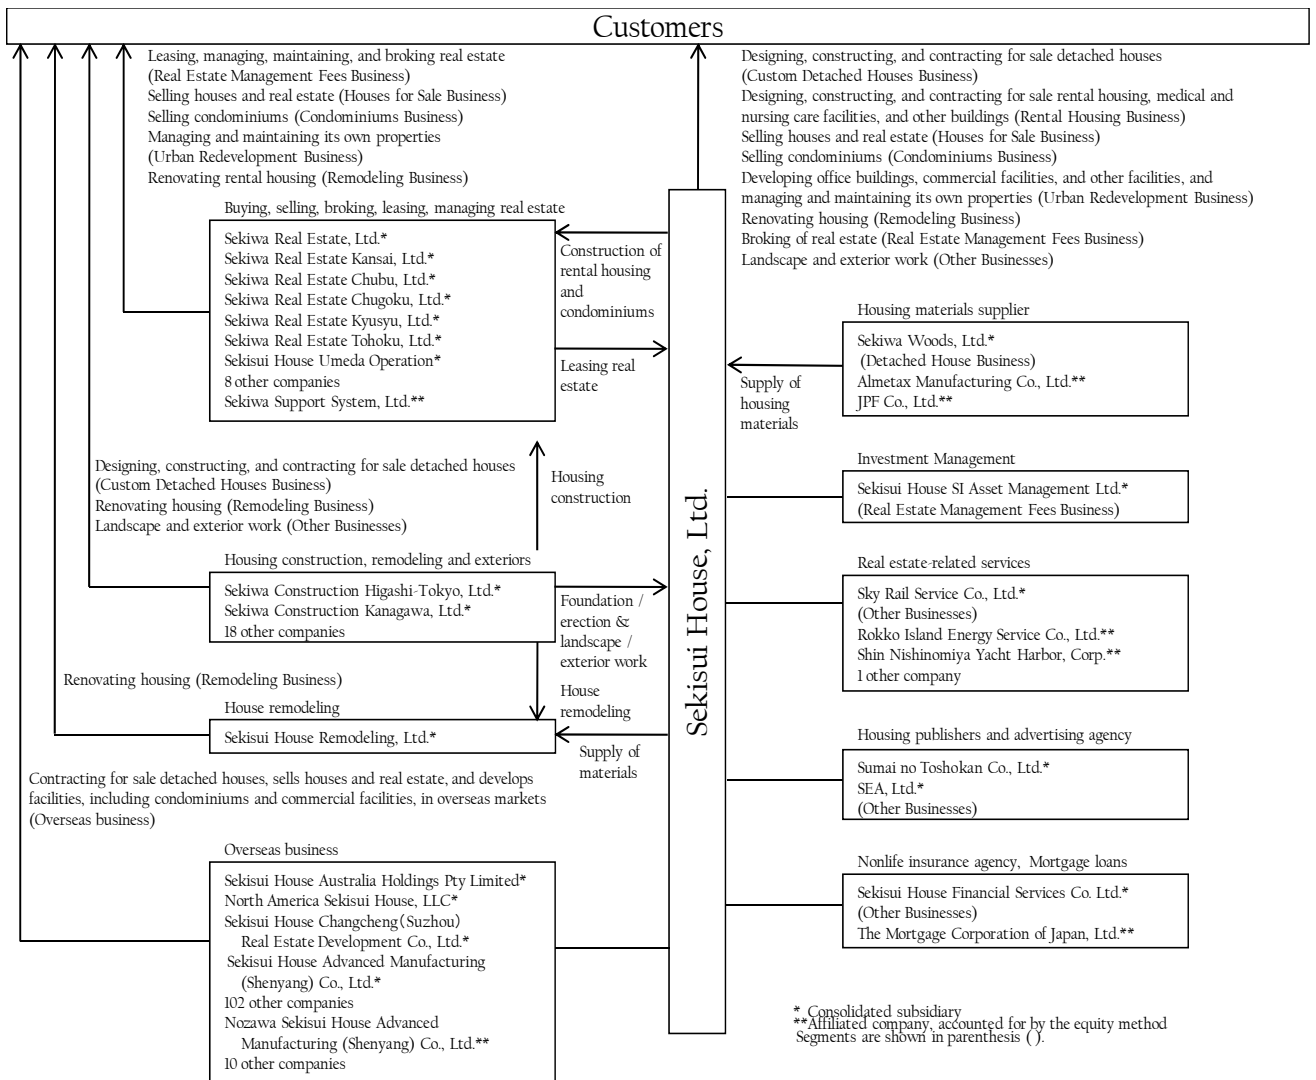 Customers
Leasing, managing, maintaining, and broking real estate
(Real Estate Management Fees Business)
Selling houses and real estate (Houses for Sale Business)
Selling condominiums (Condominiums Business)
Managing and maintaining its own properties
(Urban Redevelopment Business)
Renovating rental housing (Remodeling Business)
Designing, constructing, and contracting for sale detached houses
(Custom Detached Houses Business)
Designing, constructing, and contracting for sale rental housing, medical and
nursing care facilities, and other buildings (Rental Housing Business)
Selling houses and real estate (Houses for Sale Business)
Selling condominiums (Condominiums Business)
Developing office buildings, commercial facilities, and other facilities, and
managing and maintaining its own properties (Urban Redevelopment Business)
Renovating housing (Remodeling Business)
Broking of real estate (Real Estate Management Fees Business)
Landscape and exterior work (Other Businesses)
Buying, selling, broking, leasing, managing real estate
Sekiwa Real Estate, Ltd.*
Sekiwa Real Estate Kansai, Ltd.*
Sekiwa Real Estate Chubu, Ltd.*
Sekiwa Real Estate Chugoku, Ltd.*
Sekiwa Real Estate Kyusyu, Ltd.*
Sekiwa Real Estate Tohoku, Ltd.*
Sekisui House Umeda Operation*
8 other companies
Sekiwa Support System, Ltd.**
Construction of
rental housing
and
condominiums
Leasing real
estate
Housing materials supplier
Sekiwa Woods, Ltd.*
(Detached House Business)
Almetax Manufacturing Co., Ltd.**
JPF Co., Ltd.**
Supply of
housing
materials
Designing, constructing, and contracting for sale detached houses
(Custom Detached Houses Business)
Renovating housing (Remodeling Business)
Landscape and exterior work (Other Businesses)
Housing
construction
Sekisui House, Ltd.
Investment Management
Sekisui House SI Asset Management Ltd.*
(Real Estate Management Fees Business)
Housing construction, remodeling and exteriors
Sekiwa Construction Higashi-Tokyo, Ltd.*
Sekiwa Construction Kanagawa, Ltd.*
18 other companies
Foundation /
erection &
landscape /
exterior work
Real estate-related services
Sky Rail Service Co., Ltd.*
(Other Businesses)
Rokko Island Energy Service Co., Ltd.**
Shin Nishinomiya Yacht Harbor, Corp.**
1 other company
Renovating housing (Remodeling Business)
House
remodeling
House remodeling
Sekisui House Remodeling, Ltd.*
Supply of
materials
Housing publishers and advertising agency
Sumai no Toshokan Co., Ltd.*
SEA, Ltd.*
(Other Businesses)
Contracting for sale detached houses, sells houses and real estate, and develops
facilities, including condominiums and commercial facilities, in overseas markets
(Overseas business)
Overseas business
Sekisui House Australia Holdings Pty Limited*
North America Sekisui House, LLC*
Sekisui House Changcheng（Suzhou）
Real Estate Development Co., Ltd.*
Sekisui House Advanced Manufacturing
(Shenyang) Co., Ltd.*
102 other companies
Nozawa Sekisui House Advanced
Manufacturing (Shenyang) Co., Ltd.**
10 other companies
Nonlife insurance agency, Mortgage loans
Sekisui House Financial Services Co. Ltd.*
(Other Businesses)
The Mortgage Corporation of Japan, Ltd.**
* Consolidated subsidiary
**Affiliated company, accounted for by the equity method
Segments are shown in parenthesis ( ).